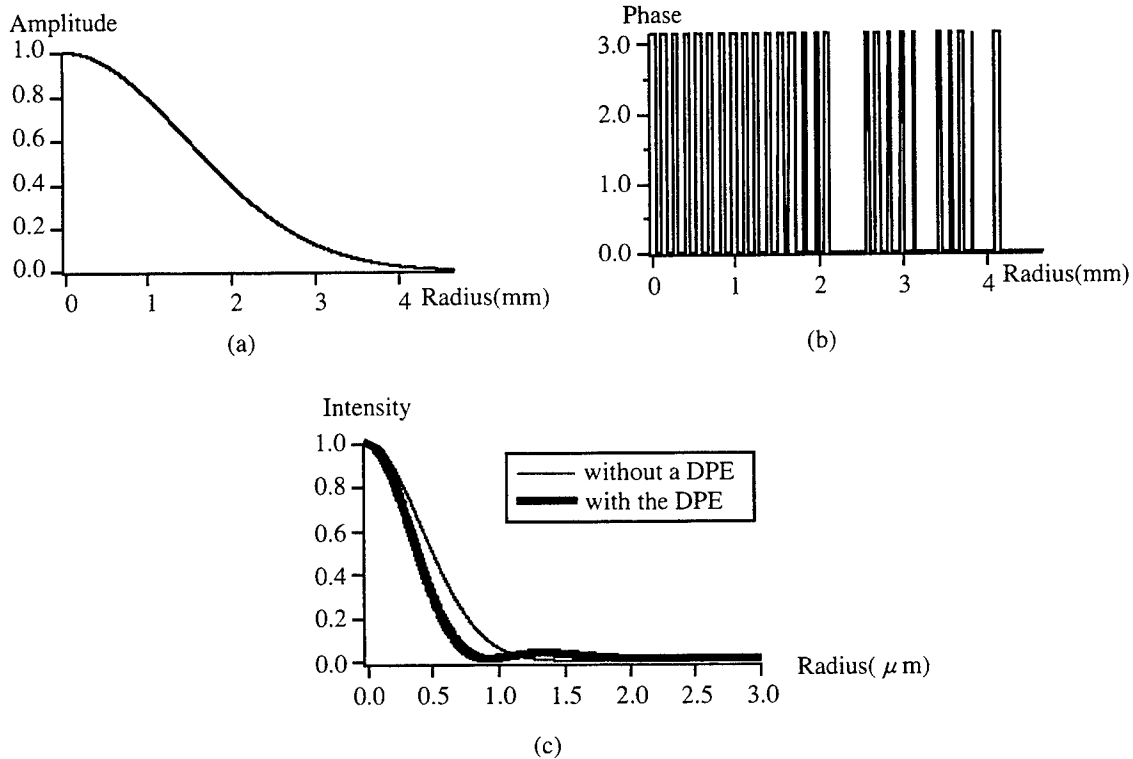 Amplitude
1.0
0.8
0.6
0.4
0.2
0.0
0 1 2 3 4 Radius(mm)
(a)
Phase
3.0
2.0
1.0
0.0
0 1 2 3 4 Radius(mm)
(b)
Intensity
1.0
0.8
0.6
0.4
0.2
0.0
without a DPE
with the DPE
0.0 0.5 1.0 1.5 2.0 2.5 3.0
Radius( μ m)
(c)